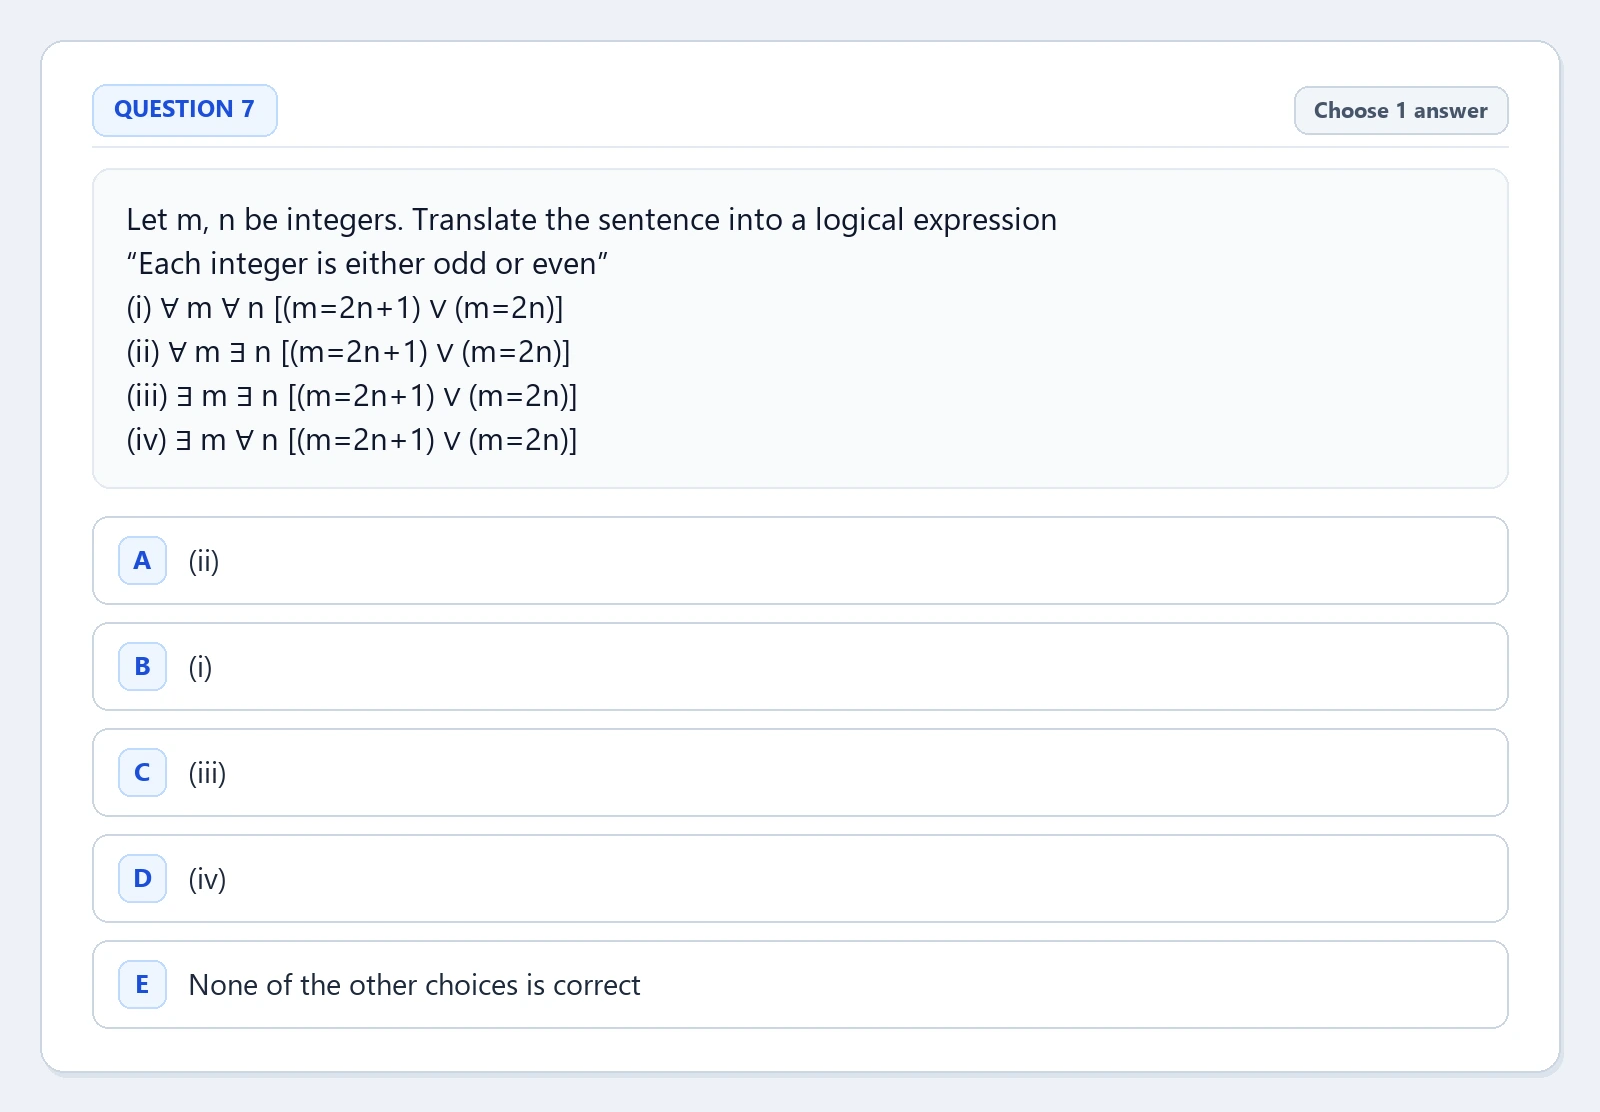 QUESTION 7
Choose 1 answer
Let m, n be integers. Translate the sentence into a logical expression
“Each integer is either odd or even”
(i) ∀ m ∀ n [(m=2n+1) ∨ (m=2n)]
(ii) ∀ m ∃ n [(m=2n+1) ∨ (m=2n)]
(iii) ∃ m ∃ n [(m=2n+1) ∨ (m=2n)]
(iv) ∃ m ∀ n [(m=2n+1) ∨ (m=2n)]
A (ii)
B (i)
C (iii)
D (iv)
E None of the other choices is correct